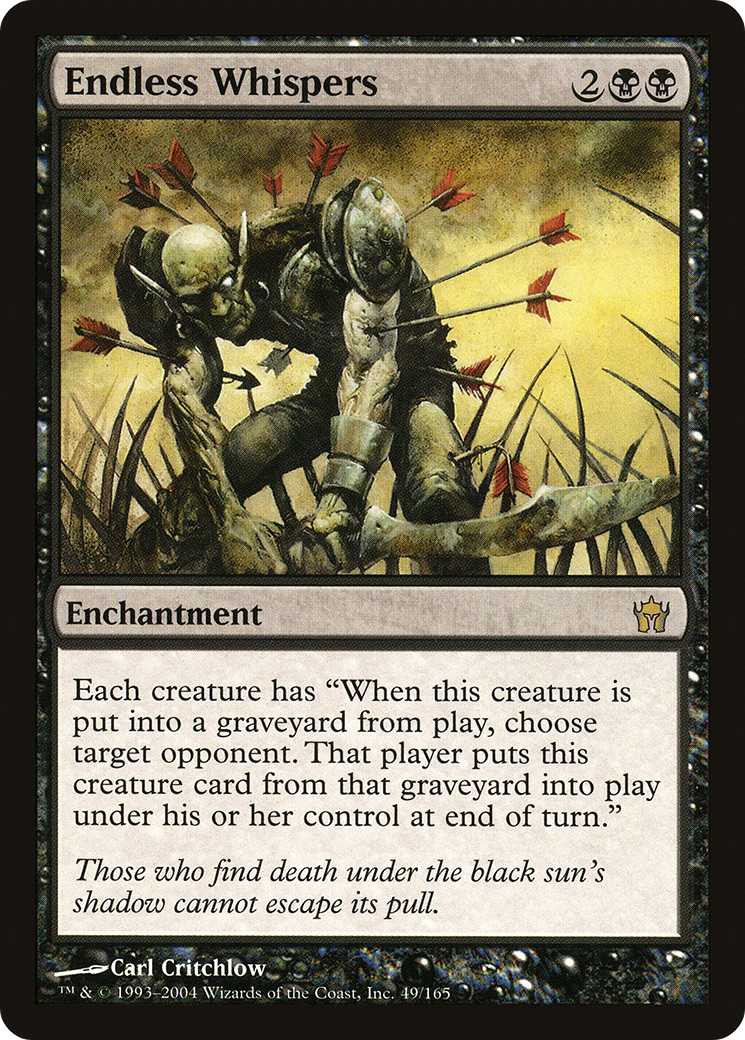 Endless Whispers 2
Enchantment
Each creature has “When this creature is
put into a graveyard from play, choose
target opponent. That player puts this
creature card from that graveyard into play
under his or her control at end of turn.”
Those who find death under the black sun’s
shadow cannot escape its pull.
Carl Critchlow
™ & © 1993–2004 Wizards of the Coast, Inc. 49/165